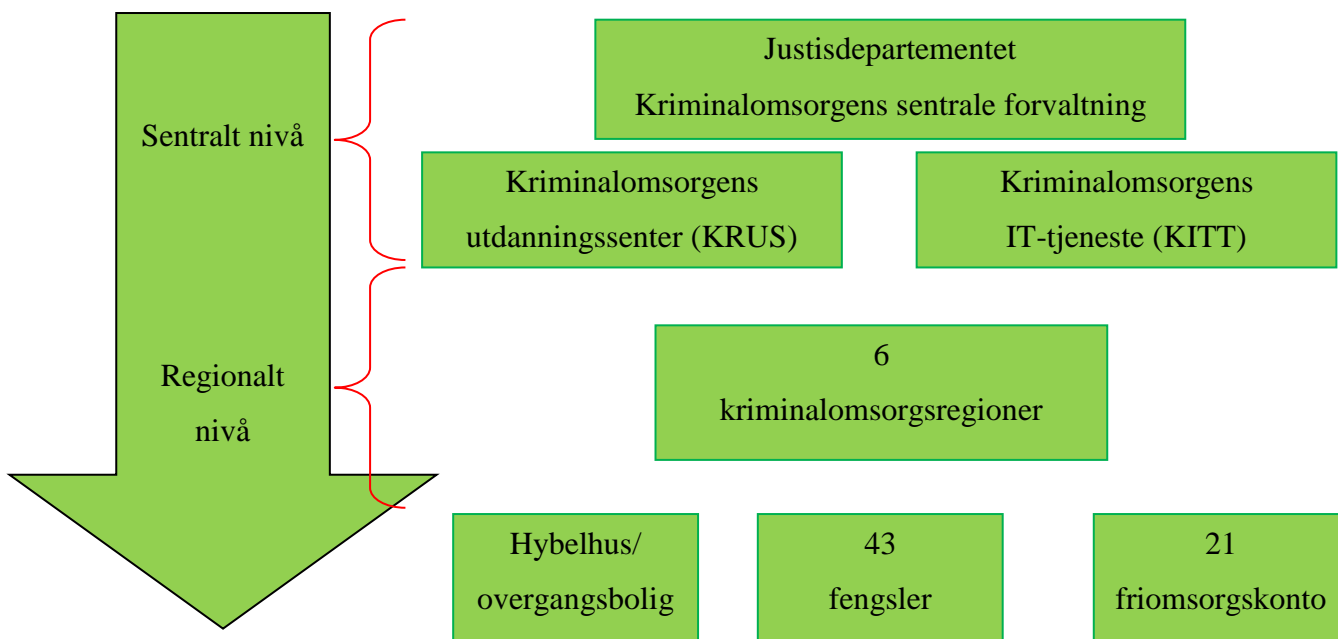 Sentralt nivå
Justisdepartementet
Kriminalomsorgens sentrale forvaltning
Kriminalomsorgens
utdanningssenter (KRUS)
Kriminalomsorgens
IT-tjeneste (KITT)
Regionalt
nivå
6
kriminalomsorgsregioner
Hybelhus/
overgangsbolig
43
fengsler
21
friomsorgskonto